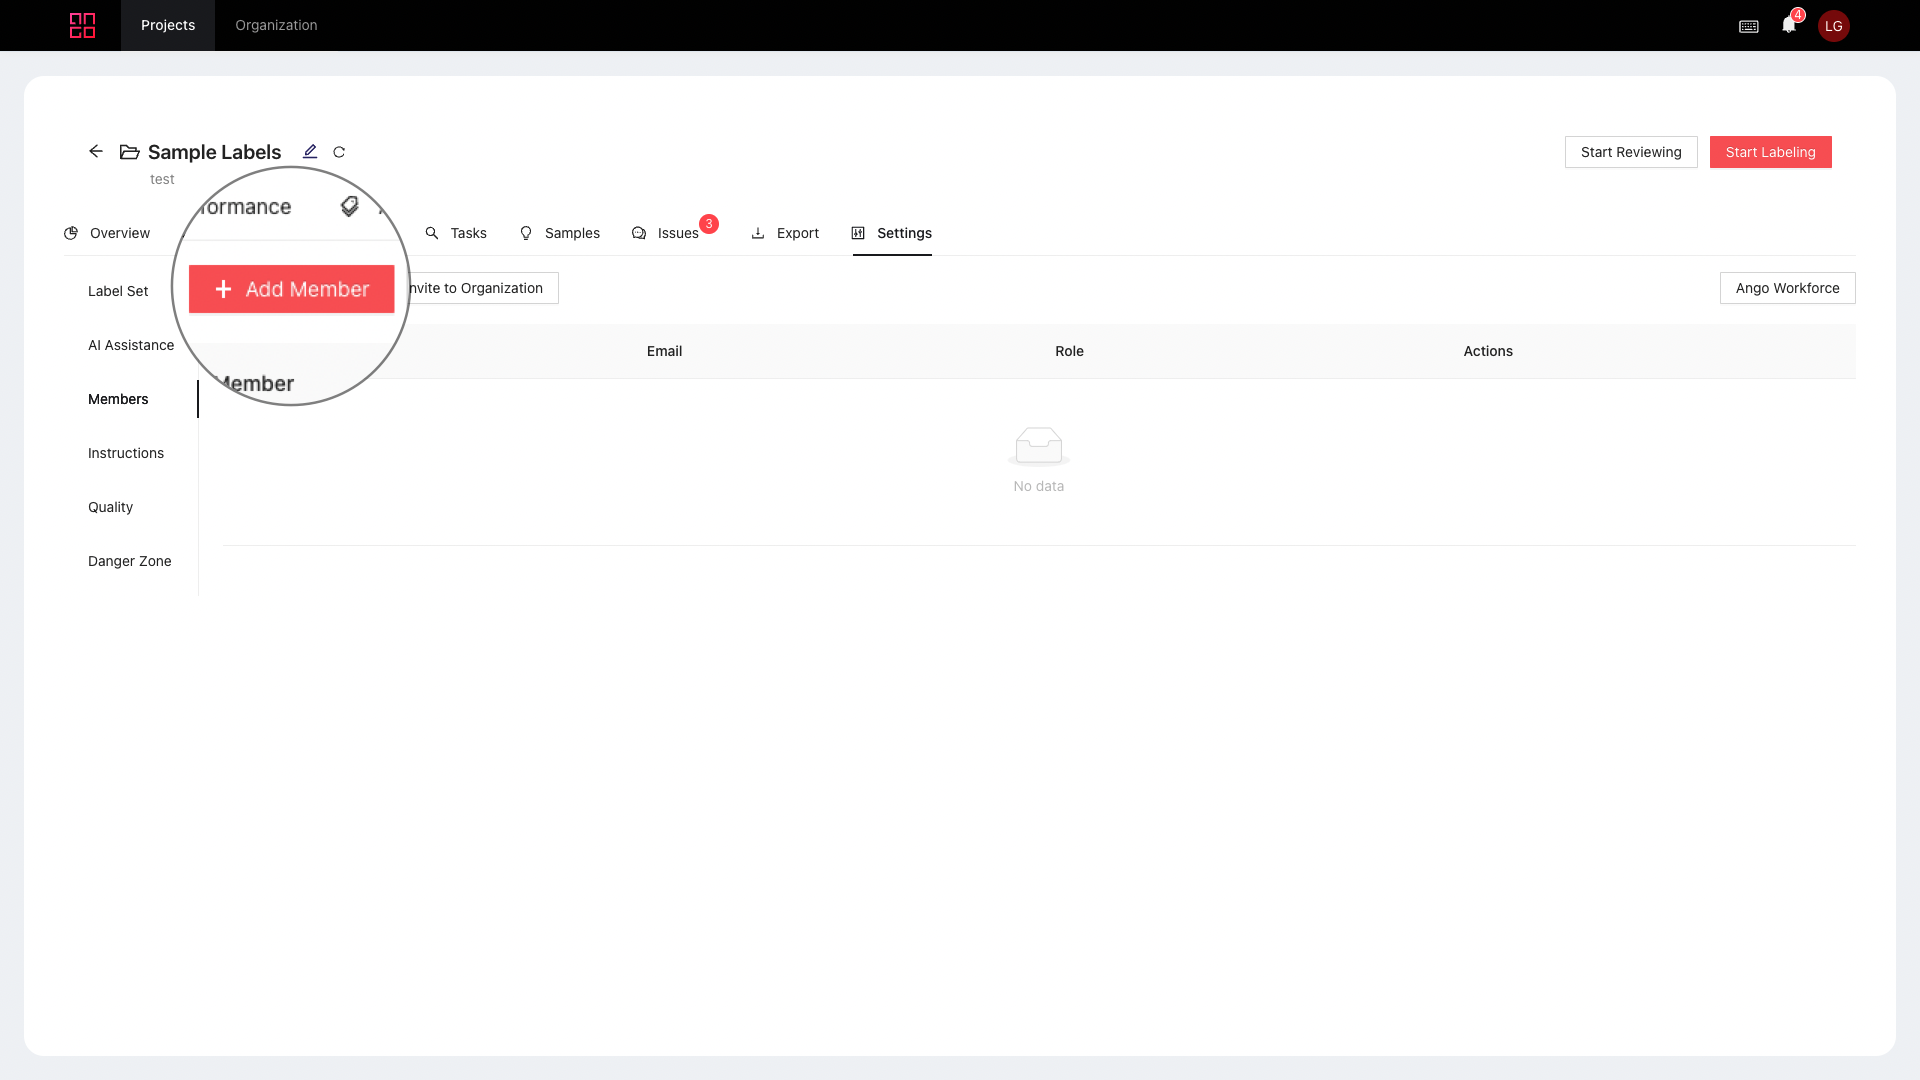 Projects
Organization
4
LG
Sample Labels
test
Start Reviewing
Start Labeling
formance
Overview
Tasks
Samples
Issues
3
Export
Settings
Label Set
Add Member
nvite to Organization
Ango Workforce
AI Assistance
Member
Email
Role
Actions
Members
Instructions
No data
Quality
Danger Zone